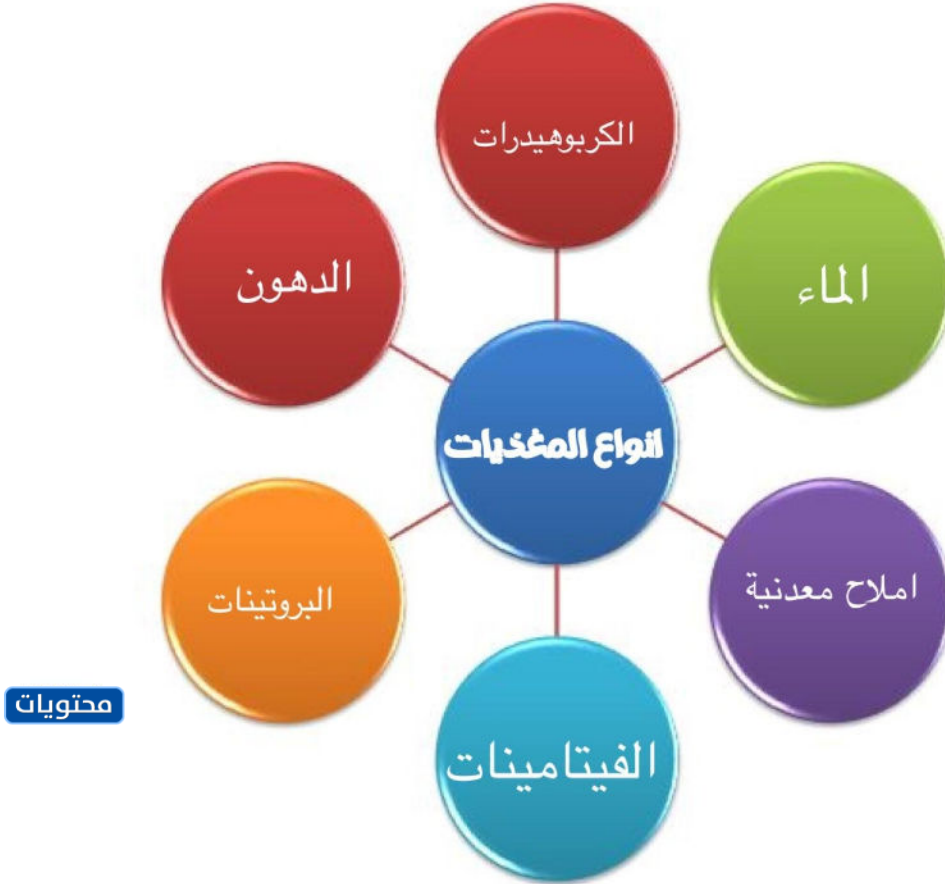 الكربوهيدرات
الماء
الدهون
انواع المغذيات
املاح معدنية
البروتينات
الفيتامينات
محتويات